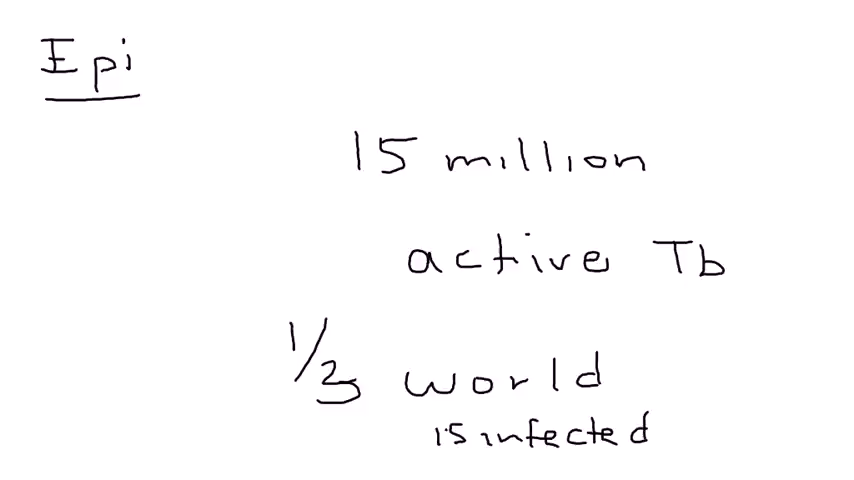 Epi
15 million
active Tb
1/3 world
is infected